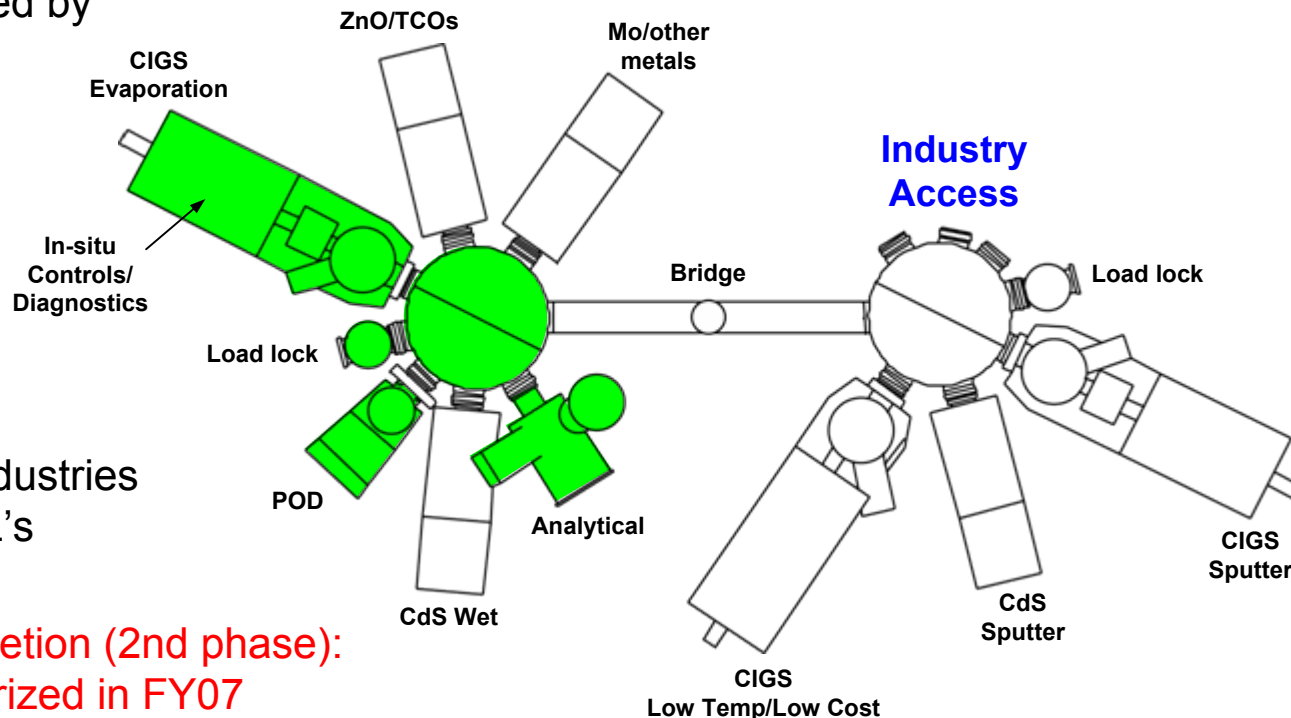 ed by
ZnO/TCOs
Mo/other
metals
CIGS
Evaporation
Industry
Access
In-situ
Controls/
Diagnostics
Bridge
Load lock
Load lock
dustries
's
POD
Analytical
CIGS
Sputter
CdS Wet
CdS
Sputter
etion (2nd phase):
rized in FY07
CIGS
Low Temp/Low Cost